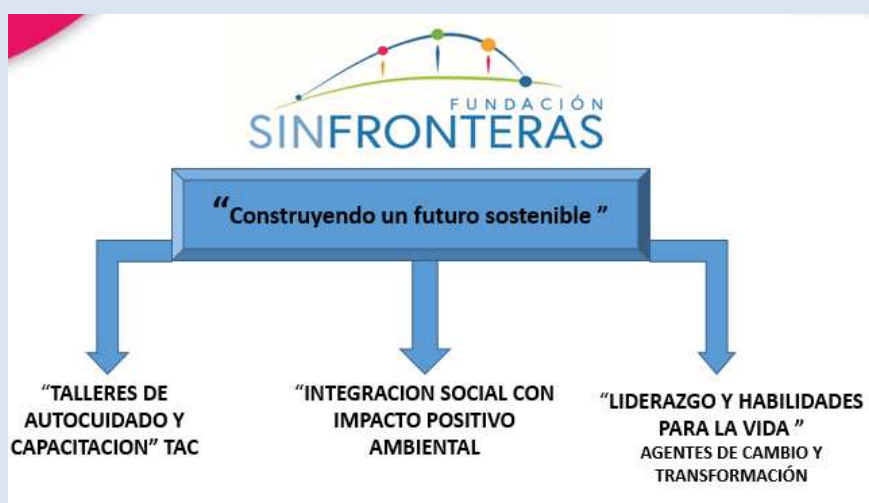 FUNDACIÓN
SINFRONTERAS
“Construyendo un futuro sostenible ”
“TALLERES DE
AUTOCUIDADO Y
CAPACITACION” TAC
“INTEGRACION SOCIAL CON
IMPACTO POSITIVO
AMBIENTAL
“LIDERAZGO Y HABILIDADES
PARA LA VIDA ”
AGENTES DE CAMBIO Y
TRANSFORMACIÓN